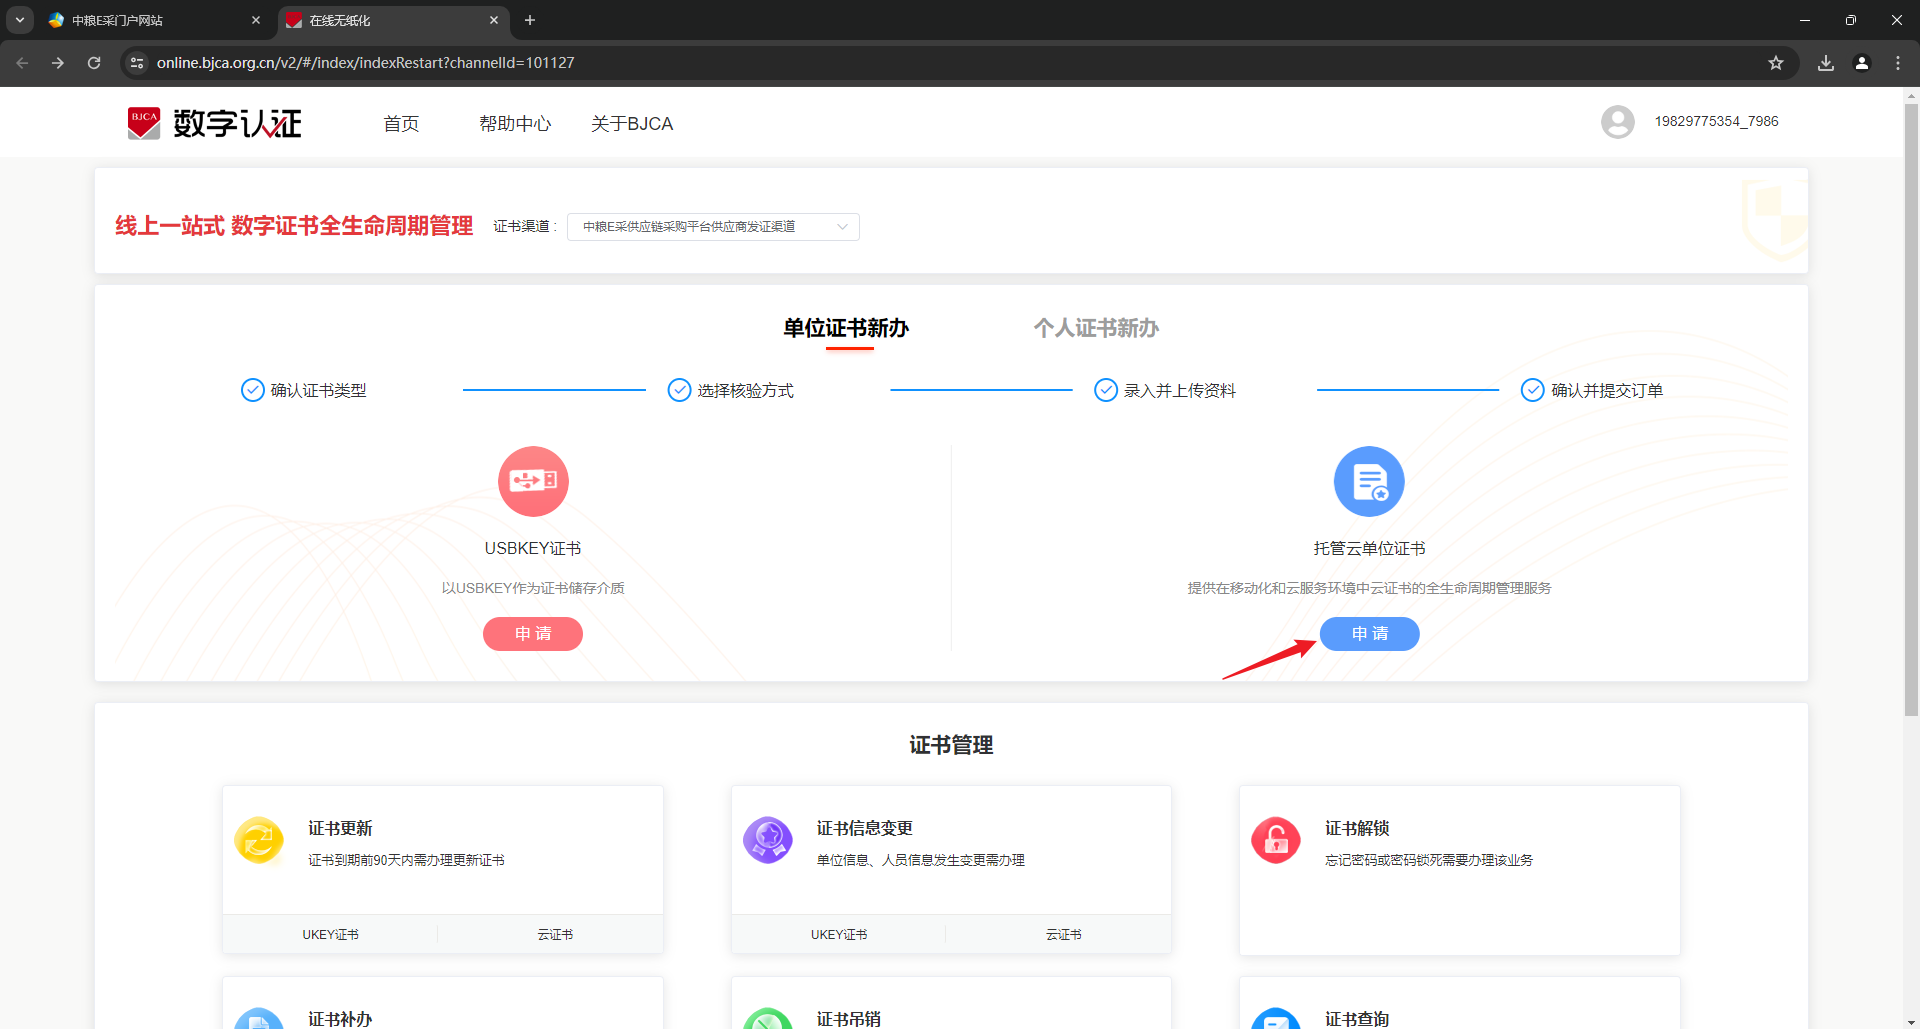 中粮E采门户网站
在线无纸化
online.bjca.org.cn/v2/#/index/indexRestart?channelId=101127
BJCA 数字认证
首页
帮助中心
关于BJCA
19829775354_7986
线上一站式 数字证书全生命周期管理
证书渠道：
中粮E采供应链采购平台供应商发证渠道
单位证书新办
个人证书新办
确认证书类型
选择核验方式
录入并上传资料
确认并提交订单
USBKEY证书
以USBKEY作为证书储存介质
申 请
托管云单位证书
提供在移动化和云服务环境中云证书的全生命周期管理服务
申 请
证书管理
证书更新
证书到期前90天内需办理更新证书
UKEY证书
云证书
证书信息变更
单位信息、人员信息发生变更需办理
UKEY证书
云证书
证书解锁
忘记密码或密码锁死需要办理该业务
证书补办
证书吊销
证书查询